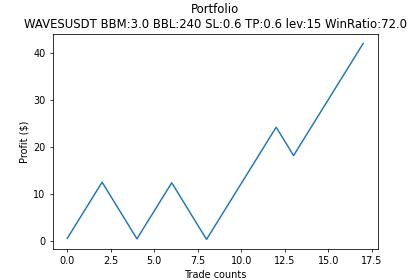 Portfolio
WAVESUSDT BBM:3.0 BBL:240 SL:0.6 TP:0.6 lev:15 WinRatio:72.0
Profit ($)
40
30
20
10
0
0.0 2.5 5.0 7.5 10.0 12.5 15.0 17.5
Trade counts